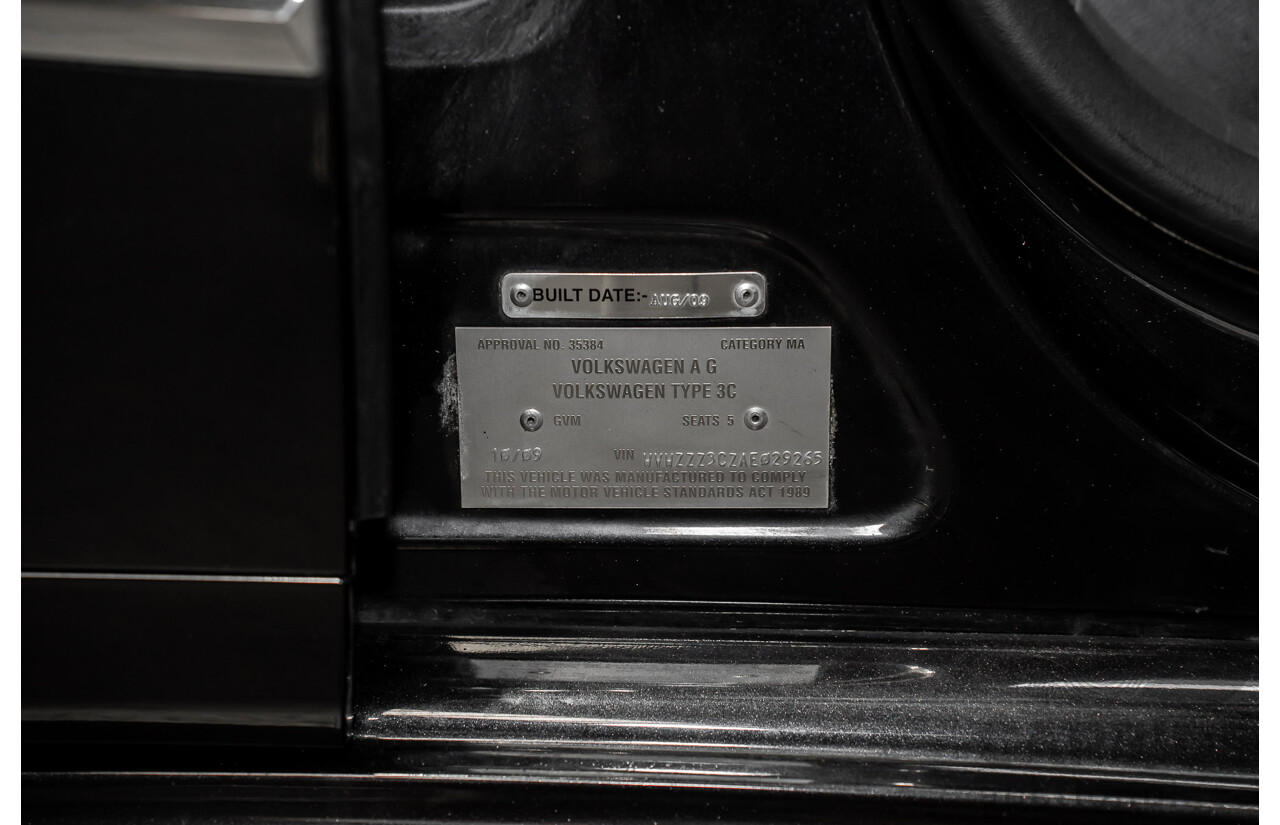 BUILT DATE:- AUG/09
APPROVAL NO. 35384 CATEGORY MA
VOLKSWAGEN A G
VOLKSWAGEN TYPE 3C
GVM SEATS 5
10/09 VIN WVWZZZ3CZAE029265
THIS VEHICLE WAS MANUFACTURED TO COMPLY
WITH THE MOTOR VEHICLE STANDARDS ACT 1989